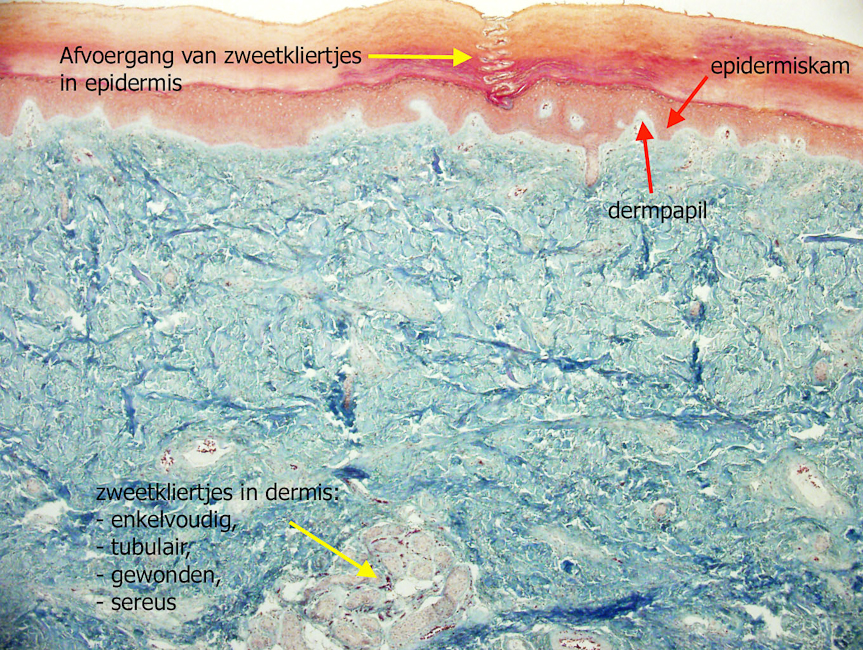 Afvoergang van zweetkliertjes
in epidermis
epidermiskam
dermpapil
zweetkliertjes in dermis:
- enkelvoudig,
- tubulair,
- gewonden,
- sereus